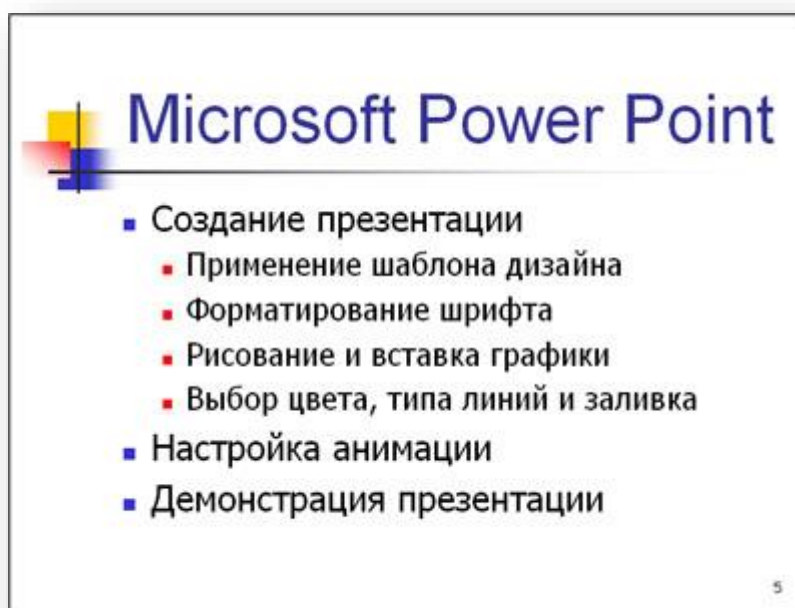 Microsoft Power Point
Создание презентации
Применение шаблона дизайна
Форматирование шрифта
Рисование и вставка графики
Выбор цвета, типа линий и заливка
Настройка анимации
Демонстрация презентации
5